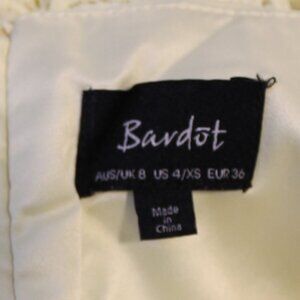 Bardōt
AUS/UK 8 US 4/XS EUR 36
Made
in
China